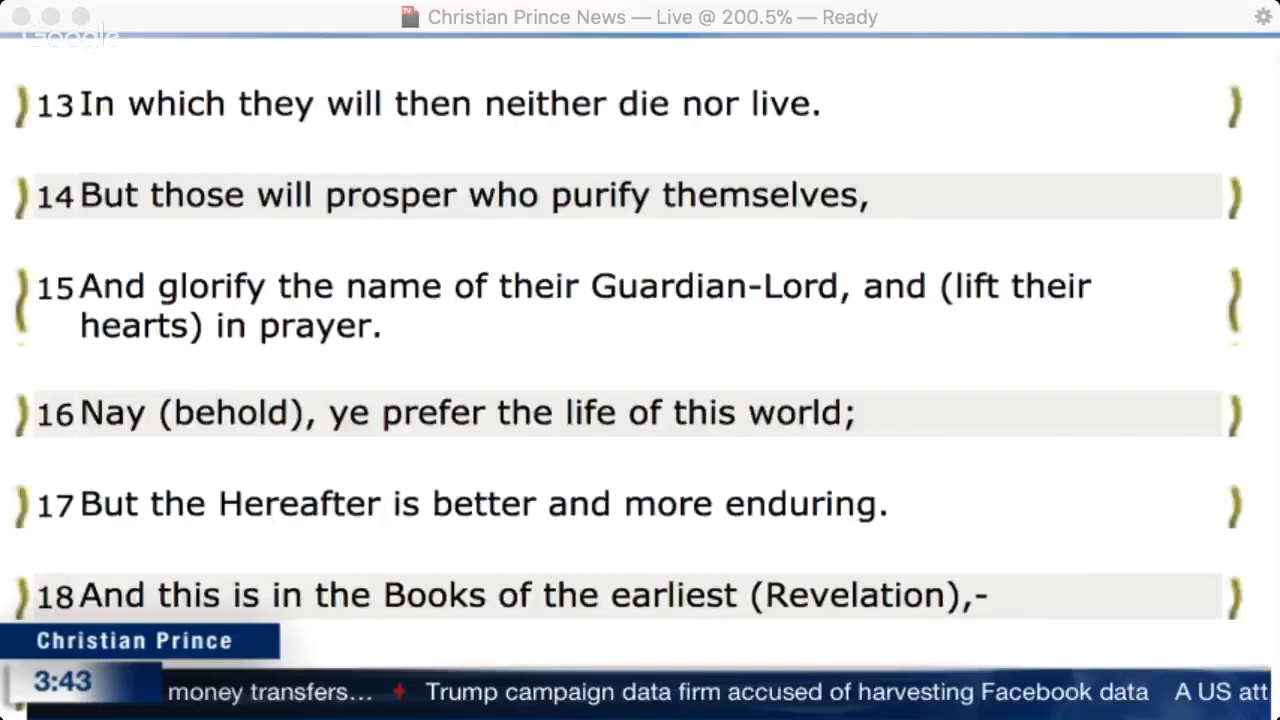 Christian Prince News — Live @ 200.5% — Ready
Google
13 In which they will then neither die nor live.
14 But those will prosper who purify themselves,
15 And glorify the name of their Guardian-Lord, and (lift their
hearts) in prayer.
16 Nay (behold), ye prefer the life of this world;
17 But the Hereafter is better and more enduring.
18 And this is in the Books of the earliest (Revelation),-
Christian Prince
3:43
money transfers... + Trump campaign data firm accused of harvesting Facebook data A US att